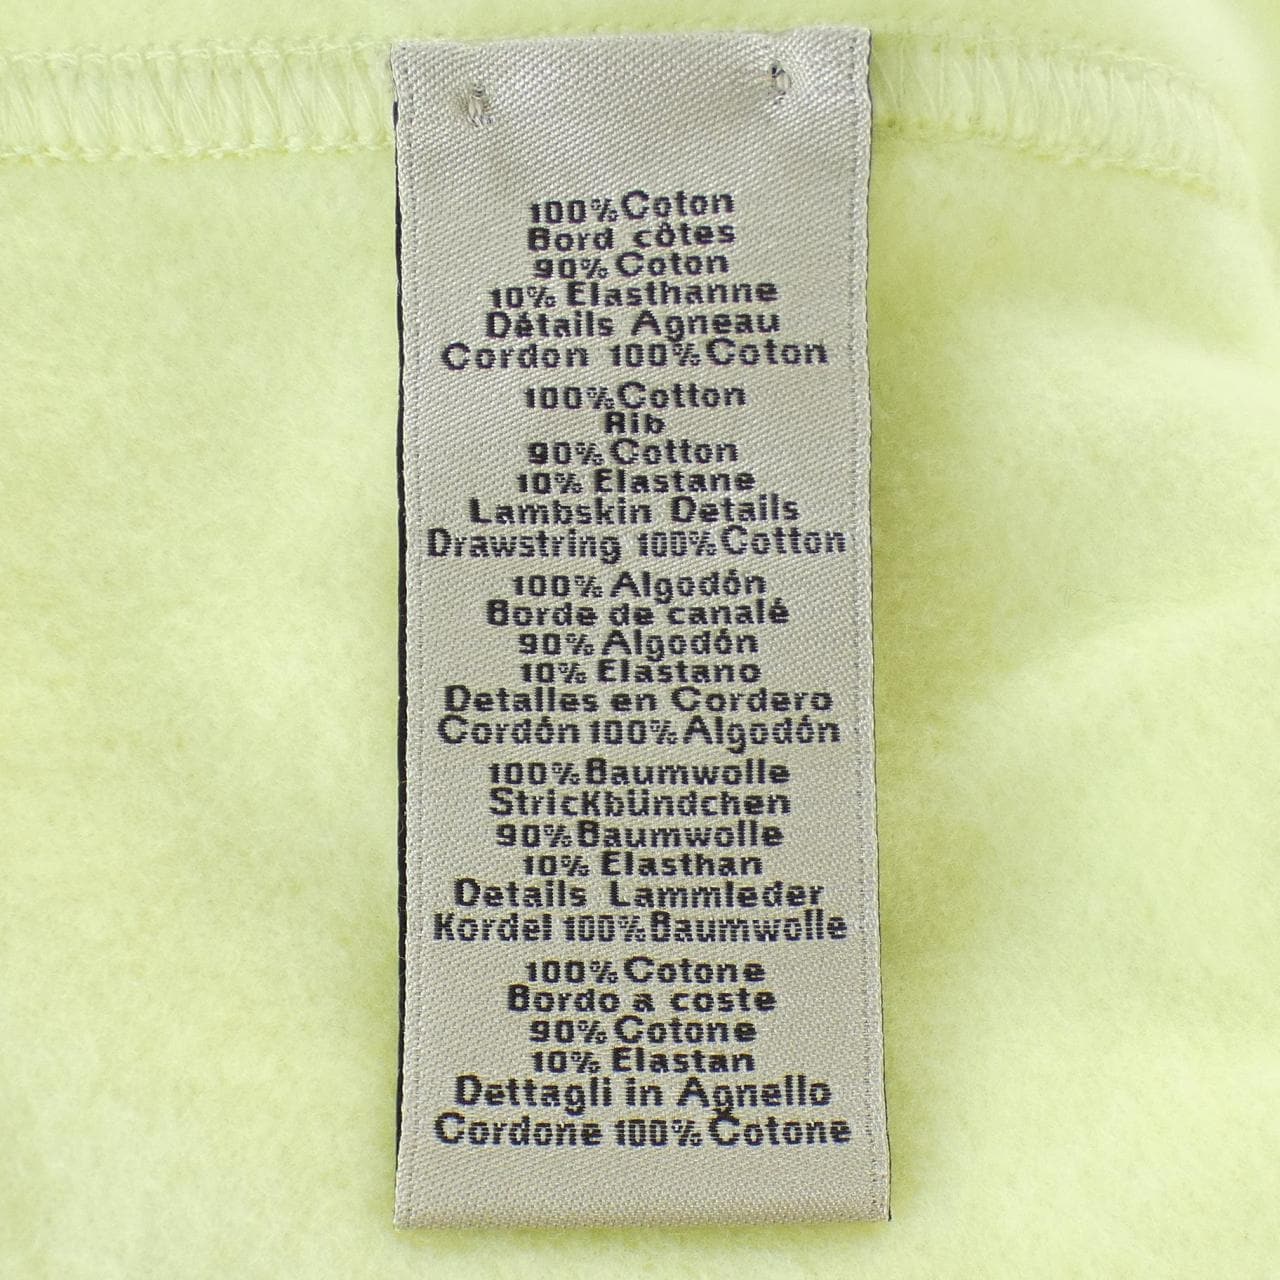 100% Coton
Bord côtes
90% Coton
10% Elasthanne
Détails Agneau
Cordon 100% Coton
100% Cotton
Rib
90% Cotton
10% Elastane
Lambskin Details
Drawstring 100% Cotton
100% Algodón
Borde de canalé
90% Algodón
10% Elastano
Detalles en Cordero
Cordón 100% Algodón
100% Baumwolle
StricKbündchen
90% Baumwolle
10% Elasthan
Details Lammleder
Kordel 100% Baumwolle
100% Cotone
Bordo a coste
90% Cotone
10% Elastan
Dettagli in Agnello
Cordone 100% Cotone